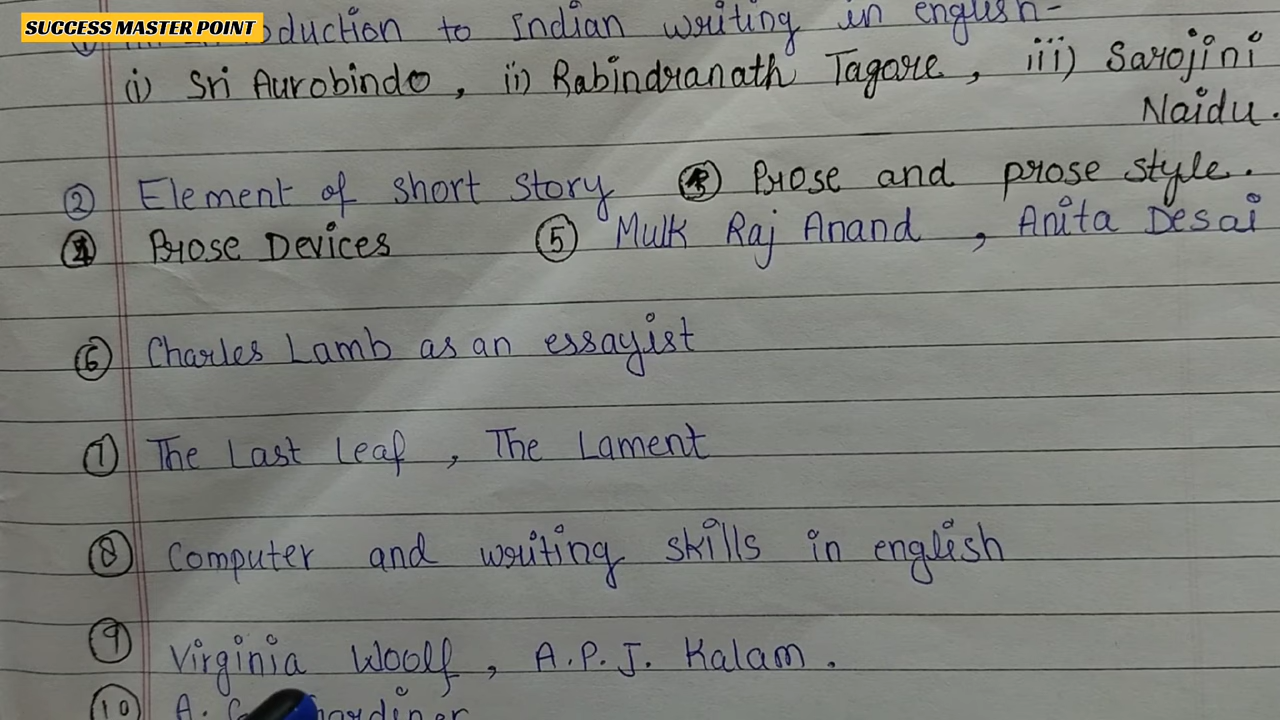 SUCCESS MASTER POINT
to Indian writing in english-
(i) Sri Aurobindo, ii) Rabindranath Tagore, iii) Sarojini
Naidu.
② Element of short story ③ Prose and prose style.
④ Prose Devices ⑤ Mulk Raj Anand, Anita Desai
⑥ Charles Lamb as an essayist
⑦ The Last Leaf, The Lament
⑧ Computer and writing skills in english
⑨ Virginia Woolf, A.P.J. Kalam.
⑩ A.